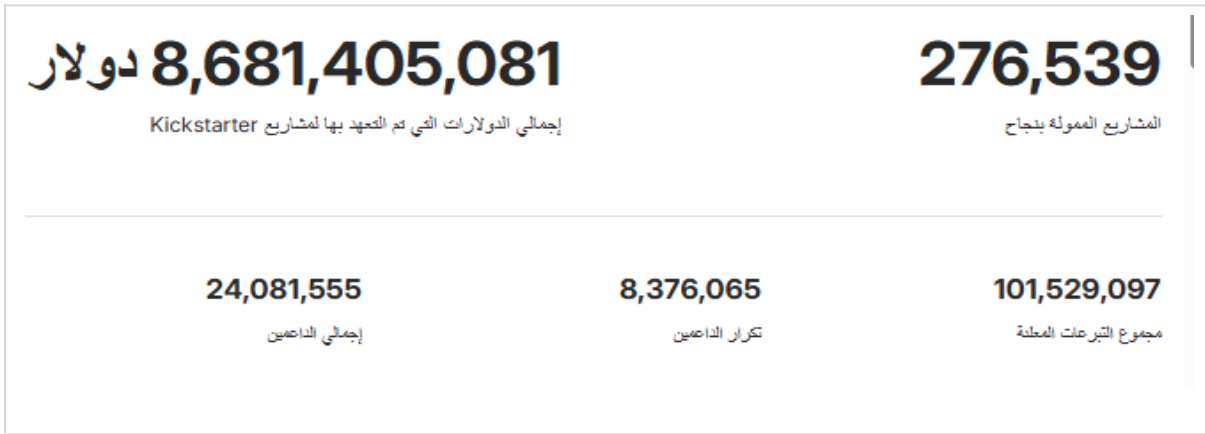 276,539
المشاريع الممولة بنجاح
8,681,405,081 دولار
إجمالي الدولارات التي تم التعهد بها لمشاريع Kickstarter
101,529,097
مجموع التبرعات المعلنة
8,376,065
تكرار الداعمين
24,081,555
إجمالي الداعمين